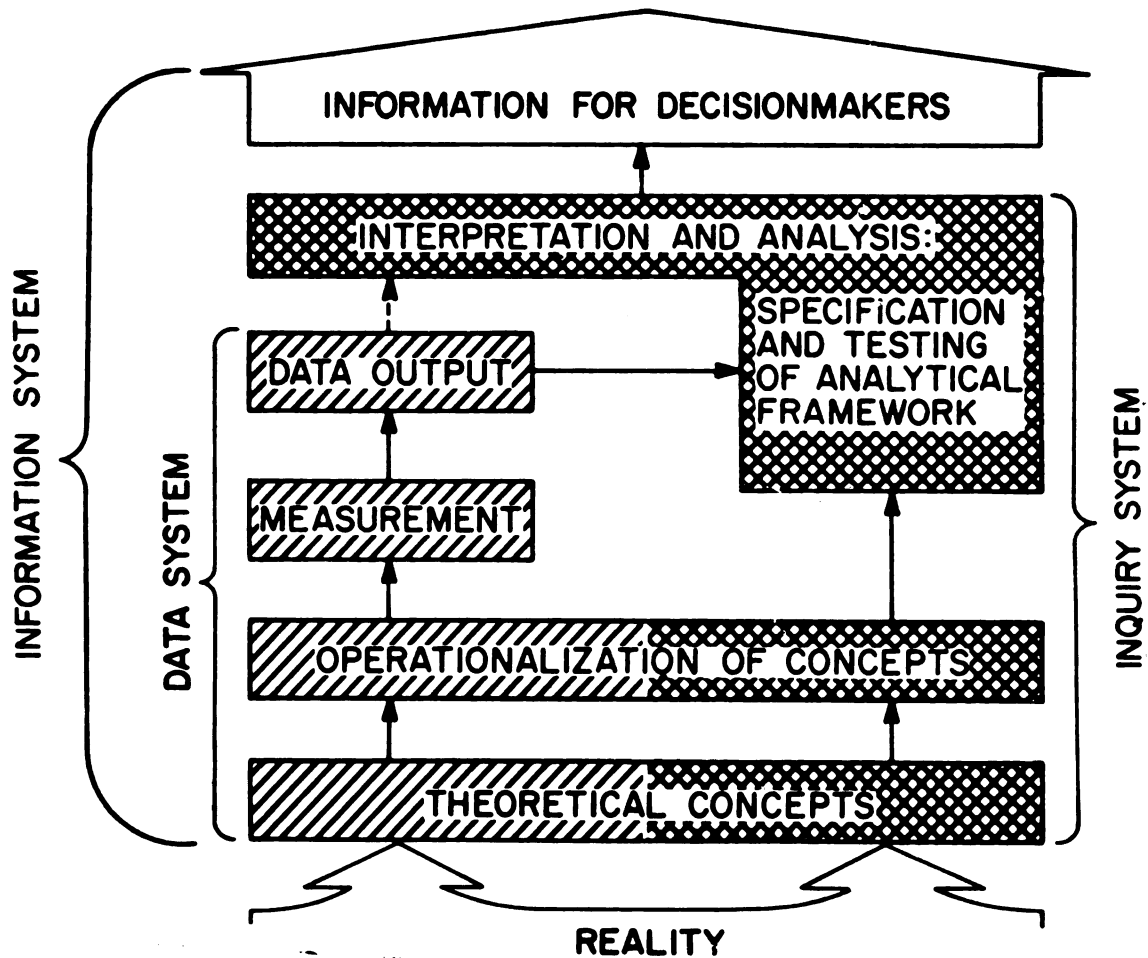 INFORMATION FOR DECISIONMAKERS
INTERPRETATION AND ANALYSIS:
SPECIFICATION
AND TESTING
OF ANALYTICAL
FRAMEWORK
DATA OUTPUT
MEASUREMENT
OPERATIONALIZATION OF CONCEPTS
THEORETICAL CONCEPTS
REALITY
INFORMATION SYSTEM
DATA SYSTEM
INQUIRY SYSTEM